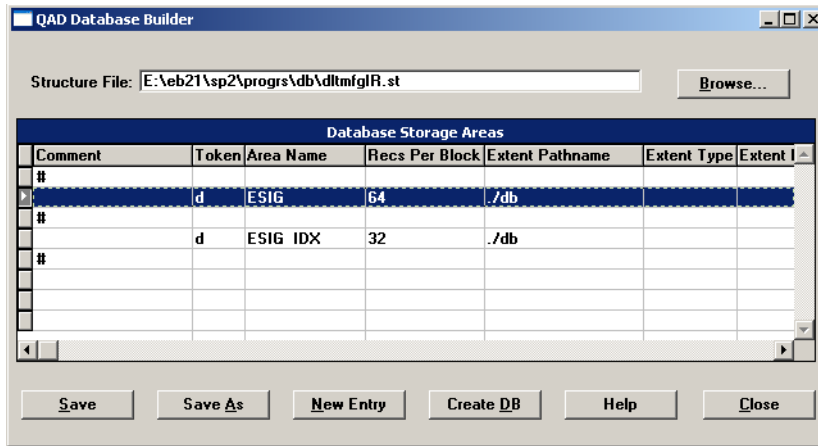 QAD Database Builder
Structure File: E:\eb21\sp2\progrs\db\dltmfglR.st Browse...
Database Storage Areas
Comment Token Area Name Recs Per Block Extent Pathname Extent Type Extent
#
d ESIG 64 ./db
#
d ESIG_IDX 32 ./db
#
Save Save As New Entry Create DB Help Close